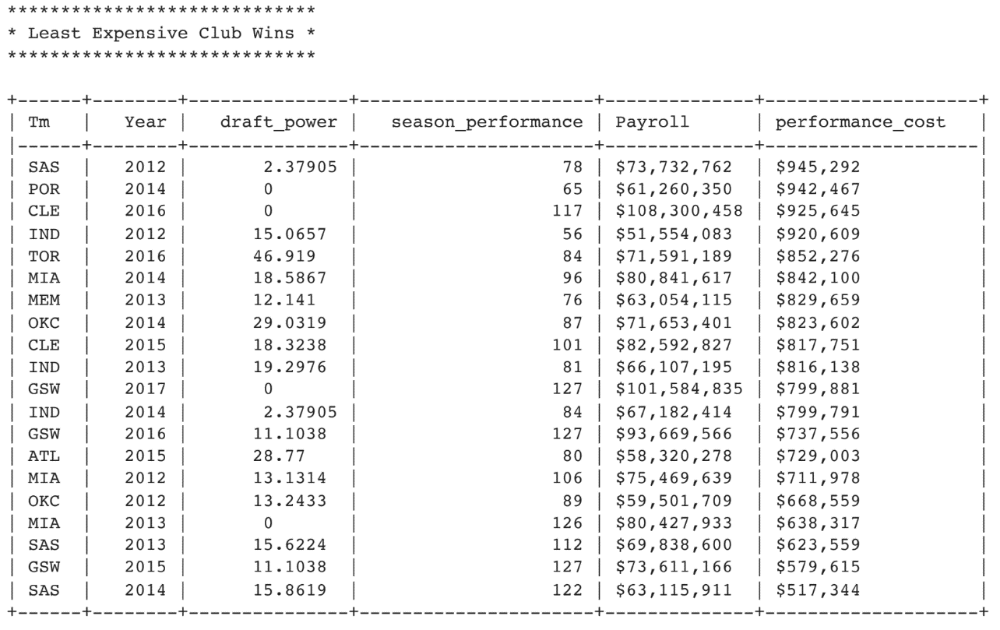 *****************************
* Least Expensive Club Wins *
*****************************
+------+--------+---------------+----------------------+--------------+--------------------+
| Tm   |   Year |   draft_power |   season_performance | Payroll      | performance_cost   |
|------+--------+---------------+----------------------+--------------+--------------------|
| SAS  |   2012 |       2.37905 |                   78 | $73,732,762  | $945,292           |
| POR  |   2014 |       0       |                   65 | $61,260,350  | $942,467           |
| CLE  |   2016 |       0       |                  117 | $108,300,458 | $925,645           |
| IND  |   2012 |      15.0657  |                   56 | $51,554,083  | $920,609           |
| TOR  |   2016 |      46.919   |                   84 | $71,591,189  | $852,276           |
| MIA  |   2014 |      18.5867  |                   96 | $80,841,617  | $842,100           |
| MEM  |   2013 |      12.141   |                   76 | $63,054,115  | $829,659           |
| OKC  |   2014 |      29.0319  |                   87 | $71,653,401  | $823,602           |
| CLE  |   2015 |      18.3238  |                  101 | $82,592,827  | $817,751           |
| IND  |   2013 |      19.2976  |                   81 | $66,107,195  | $816,138           |
| GSW  |   2017 |       0       |                  127 | $101,584,835 | $799,881           |
| IND  |   2014 |       2.37905 |                   84 | $67,182,414  | $799,791           |
| GSW  |   2016 |      11.1038  |                  127 | $93,669,566  | $737,556           |
| ATL  |   2015 |      28.77    |                   80 | $58,320,278  | $729,003           |
| MIA  |   2012 |      13.1314  |                  106 | $75,469,639  | $711,978           |
| OKC  |   2012 |      13.2433  |                   89 | $59,501,709  | $668,559           |
| MIA  |   2013 |       0       |                  126 | $80,427,933  | $638,317           |
| SAS  |   2013 |      15.6224  |                  112 | $69,838,600  | $623,559           |
| GSW  |   2015 |      11.1038  |                  127 | $73,611,166  | $579,615           |
| SAS  |   2014 |      15.8619  |                  122 | $63,115,911  | $517,344           |
+------+--------+---------------+----------------------+--------------+--------------------+